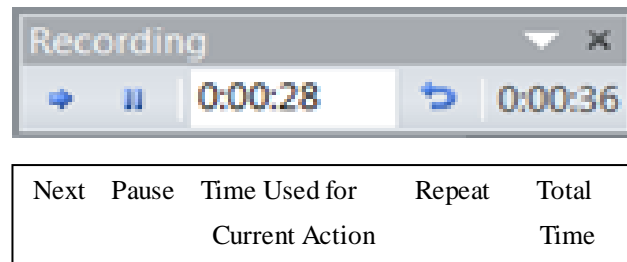 Recording
0:00:28 0:00:36
Next Pause Time Used for Repeat Total
Current Action Time